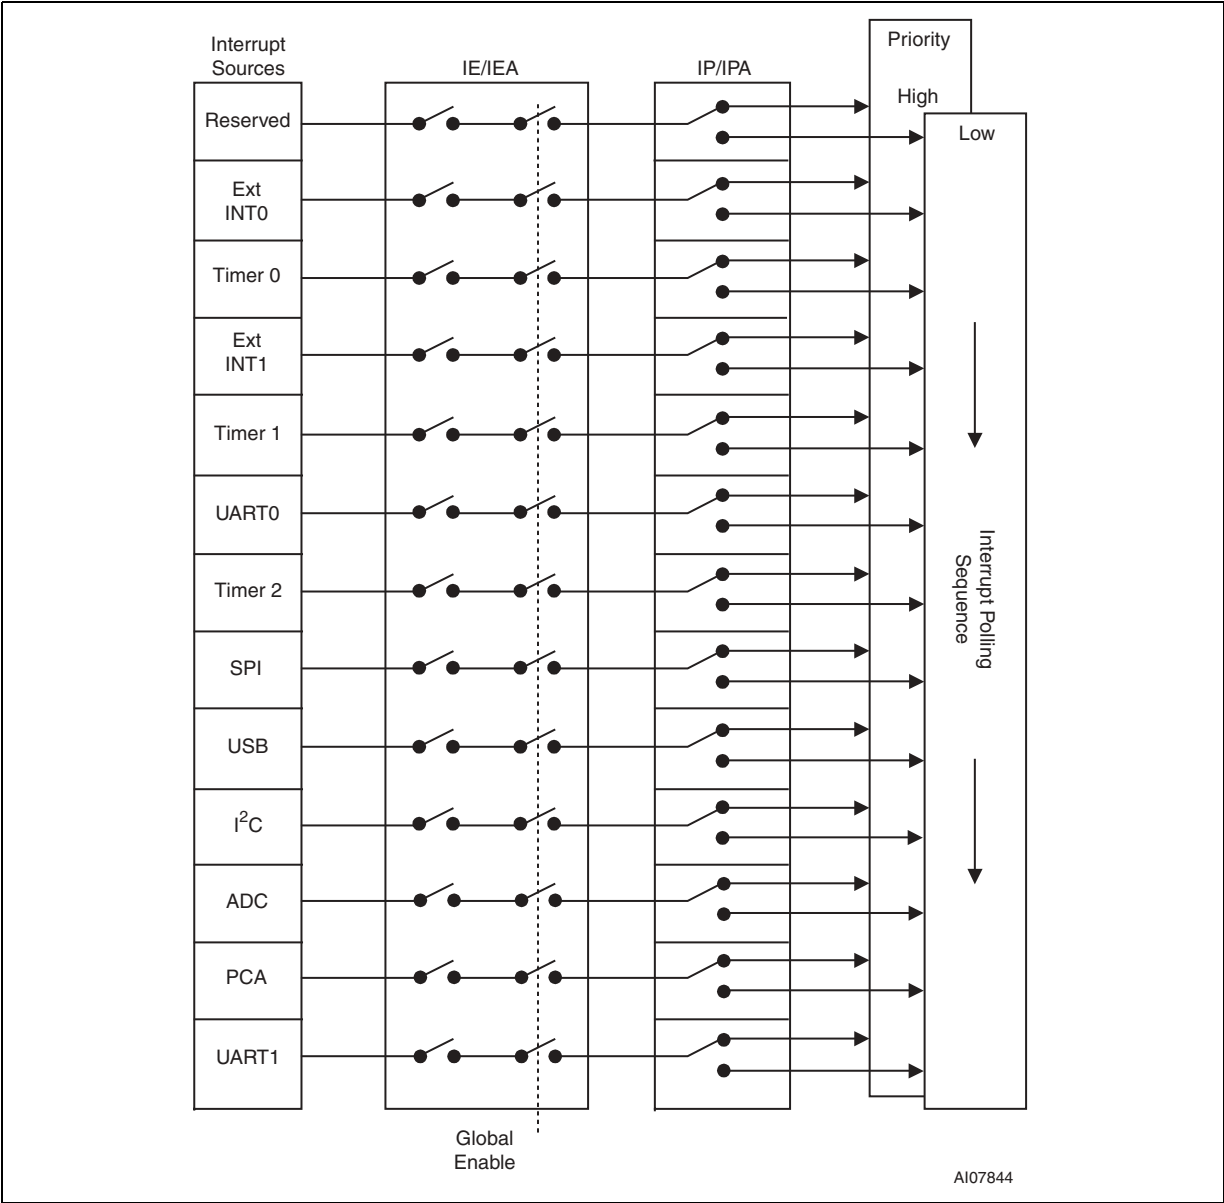 Interrupt
Sources
IE/IEA
IP/IPA
Priority
High
Low
Reserved
Ext
INT0
Timer 0
Ext
INT1
Timer 1
UART0
Timer 2
SPI
USB
I²C
ADC
PCA
UART1
Interrupt Polling
Sequence
Global
Enable
AI07844